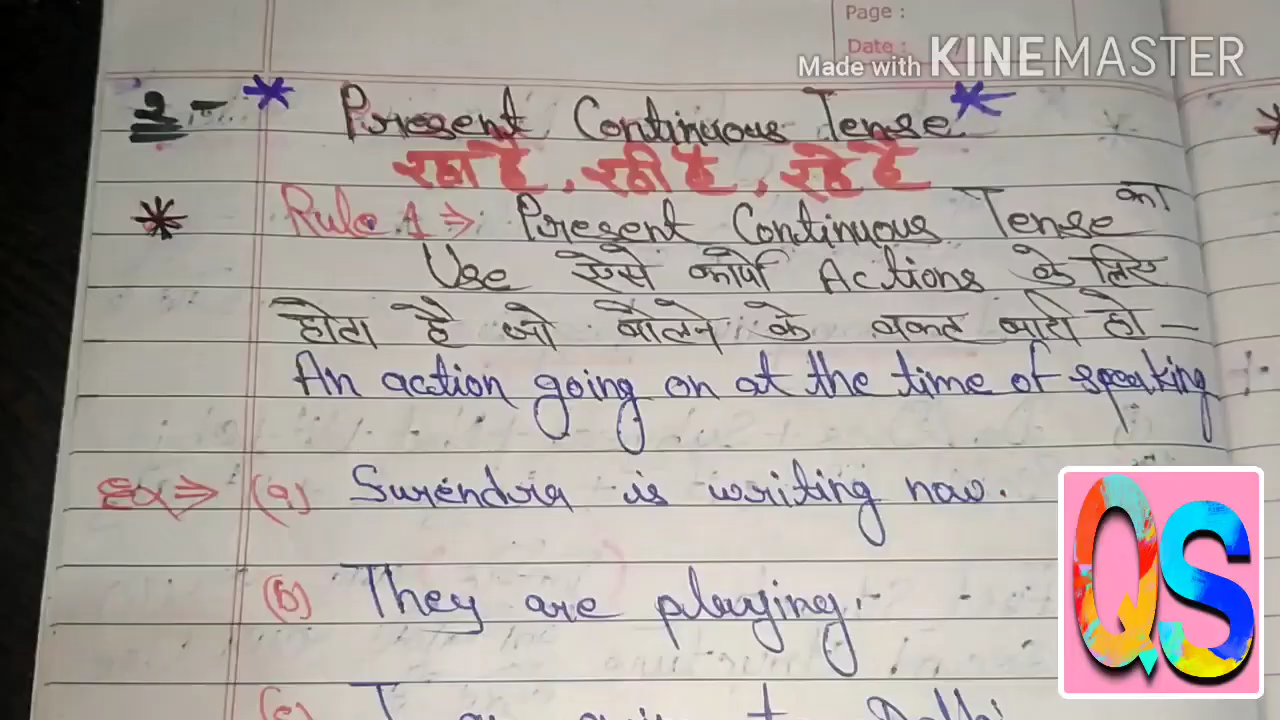 Page :
Date :
Made with KINEMASTER
2 - * Present Continuous Tense *
रहा है, रही है, रहे है
* Rule 1 ⇒ Present Continuous Tense का
Use ऐसे कार्यो Actions के लिए
होता है जो बोलने के वक्त जारी हो —
An action going on at the time of speaking
Ex ⇒ (a) Surendra is writing now.
(b) They are playing.
(c) I Delhi
QS